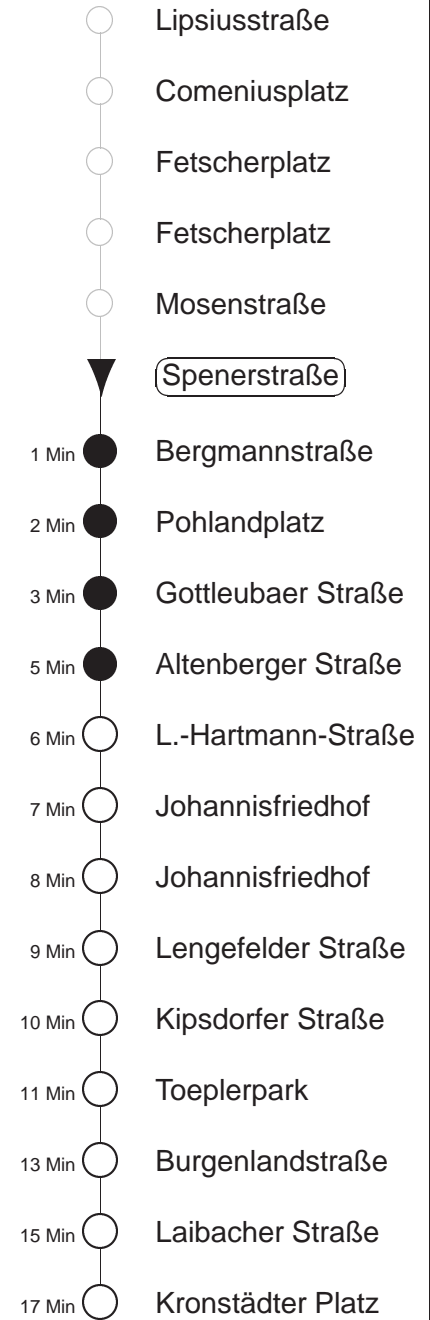 Lipsiusstraße
Comeniusplatz
Fetscherplatz
Fetscherplatz
Mosenstraße
Spenerstraße
1 Min Bergmannstraße
2 Min Pohlandplatz
3 Min Gottleubaer Straße
5 Min Altenberger Straße
6 Min L.-Hartmann-Straße
7 Min Johannisfriedhof
8 Min Johannisfriedhof
9 Min Lengefelder Straße
10 Min Kipsdorfer Straße
11 Min Toeplerpark
13 Min Burgenlandstraße
15 Min Laibacher Straße
17 Min Kronstädter Platz